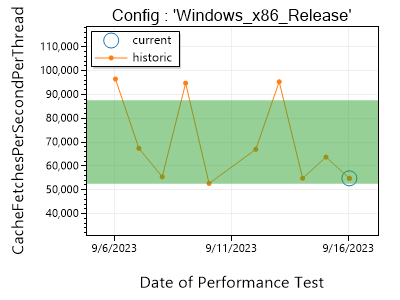 Config : 'Windows_x86_Release'
CacheFetchesPerSecondPerThread
current
historic
110,000
100,000
90,000
80,000
70,000
60,000
50,000
40,000
9/6/2023
9/11/2023
9/16/2023
Date of Performance Test